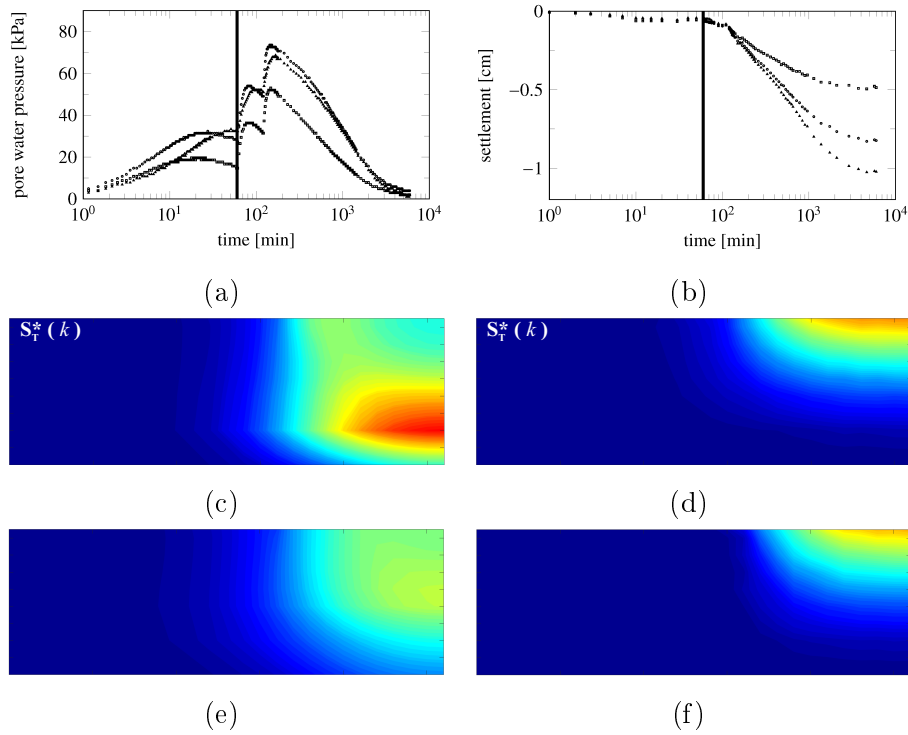 80
60
40
20
0
pore water pressure [kPa]
10^0 10^1 10^2 10^3 10^4
time [min]
(a)
0
−0.5
−1
settlement [cm]
10^0 10^1 10^2 10^3 10^4
time [min]
(b)
S_r^* (k)
S_r^* (k)
(c)
(d)
(e)
(f)